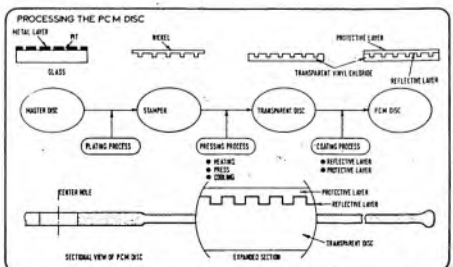 PROCESSING THE PCM DISC
METAL LAYER
PIT
GLASS
NICKEL
PROTECTIVE LAYER
TRANSPARENT VINYL CHLORIDE
REFLECTIVE LAYER
MASTER DISC
STAMPER
TRANSPARENT DISC
PCM DISC
PLATING PROCESS
PRESSING PROCESS
● HEATING
● PRESS
● COOLING
COATING PROCESS
● REFLECTIVE LAYER
● PROTECTIVE LAYER
CENTER HOLE
PROTECTIVE LAYER
REFLECTIVE LAYER
TRANSPARENT DISC
SECTIONAL VIEW OF PCM DISC
EXPANDED SECTION